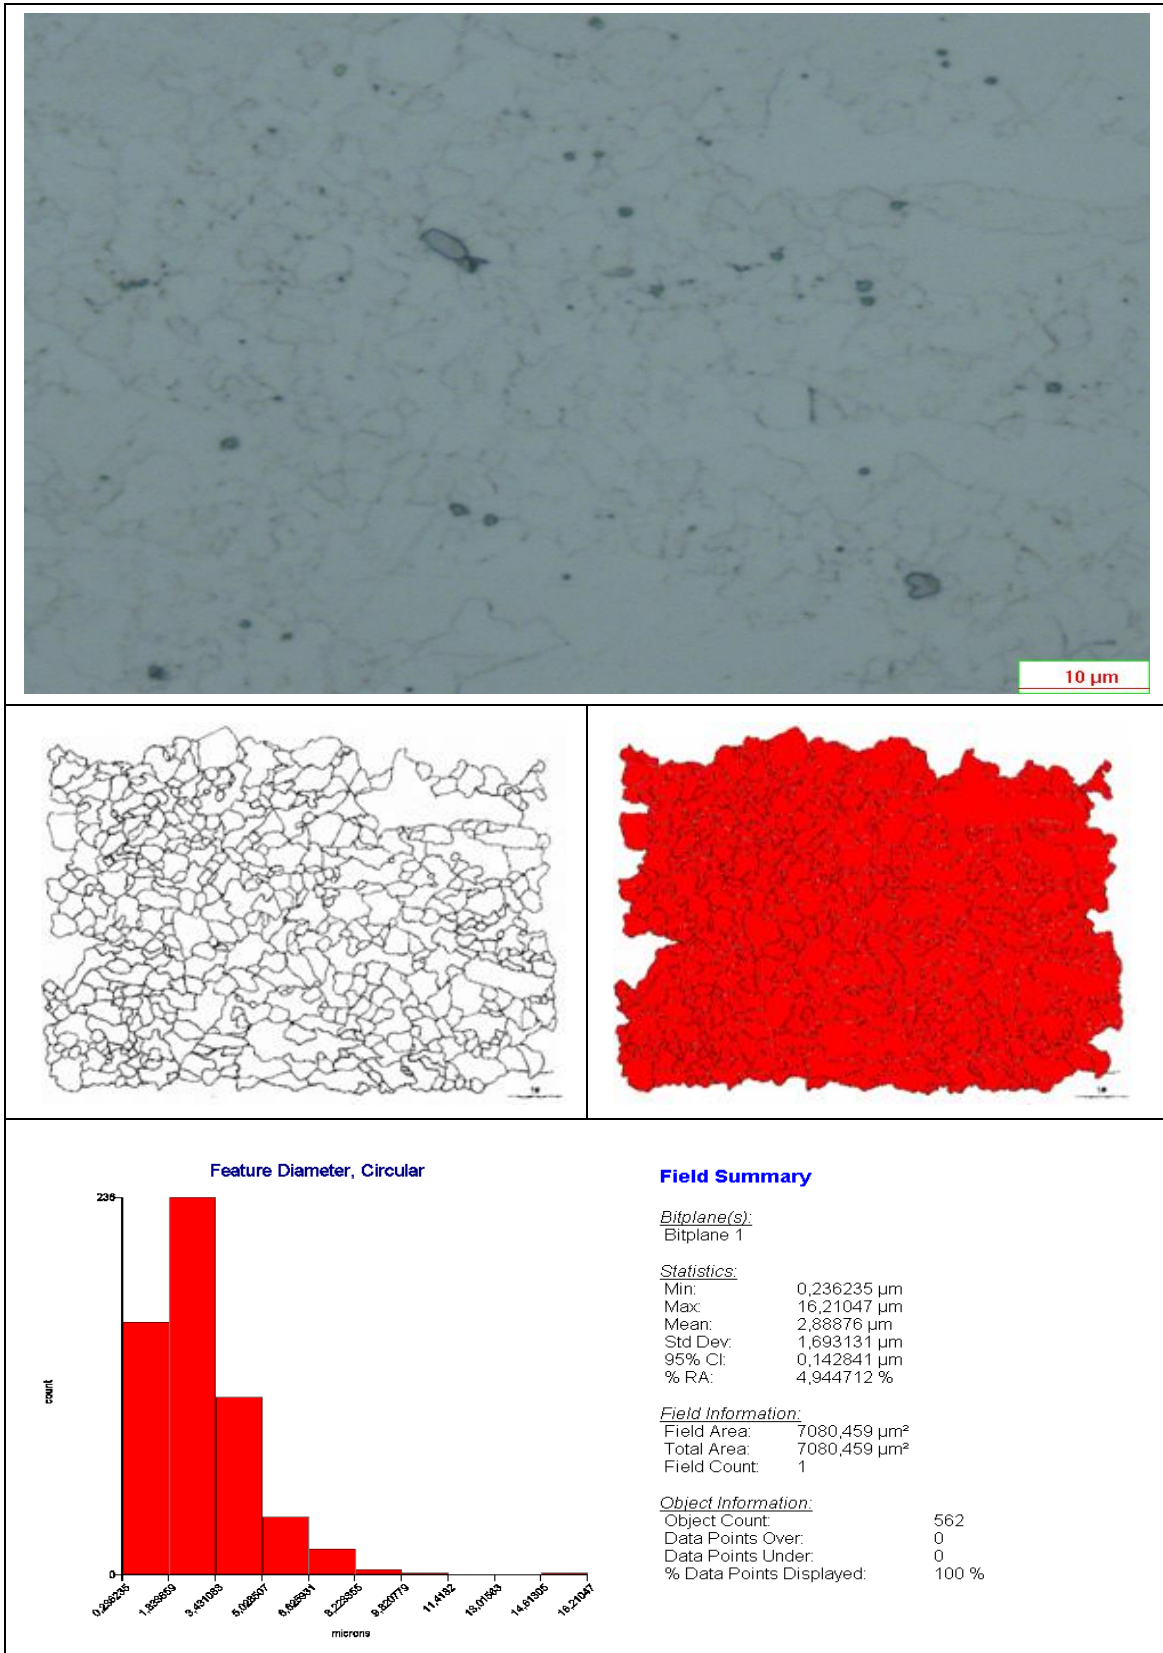 10 µm
Feature Diameter, Circular
236
count
0
0,236235 1,833659 3,431083 5,028507 6,625931 8,223355 9,820779 11,4182 13,01563 14,61305 16,21047
microns
Field Summary
Bitplane(s):
Bitplane 1
Statistics:
Min: 0,236235 µm
Max: 16,21047 µm
Mean: 2,88876 µm
Std Dev: 1,693131 µm
95% CI: 0,142841 µm
% RA: 4,944712 %
Field Information:
Field Area: 7080,459 µm²
Total Area: 7080,459 µm²
Field Count: 1
Object Information:
Object Count: 562
Data Points Over: 0
Data Points Under: 0
% Data Points Displayed: 100 %